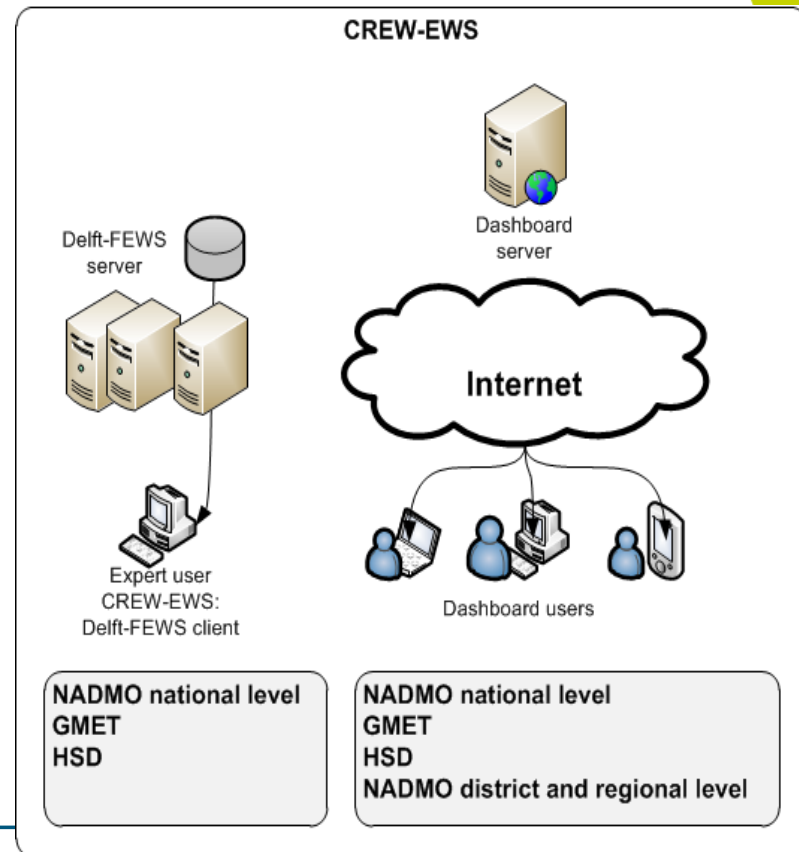 CREW-EWS
Dashboard
server
Delft-FEWS
server
Internet
Expert user
CREW-EWS:
Delft-FEWS client
Dashboard users
NADMO national level
GMET
HSD
NADMO national level
GMET
HSD
NADMO district and regional level